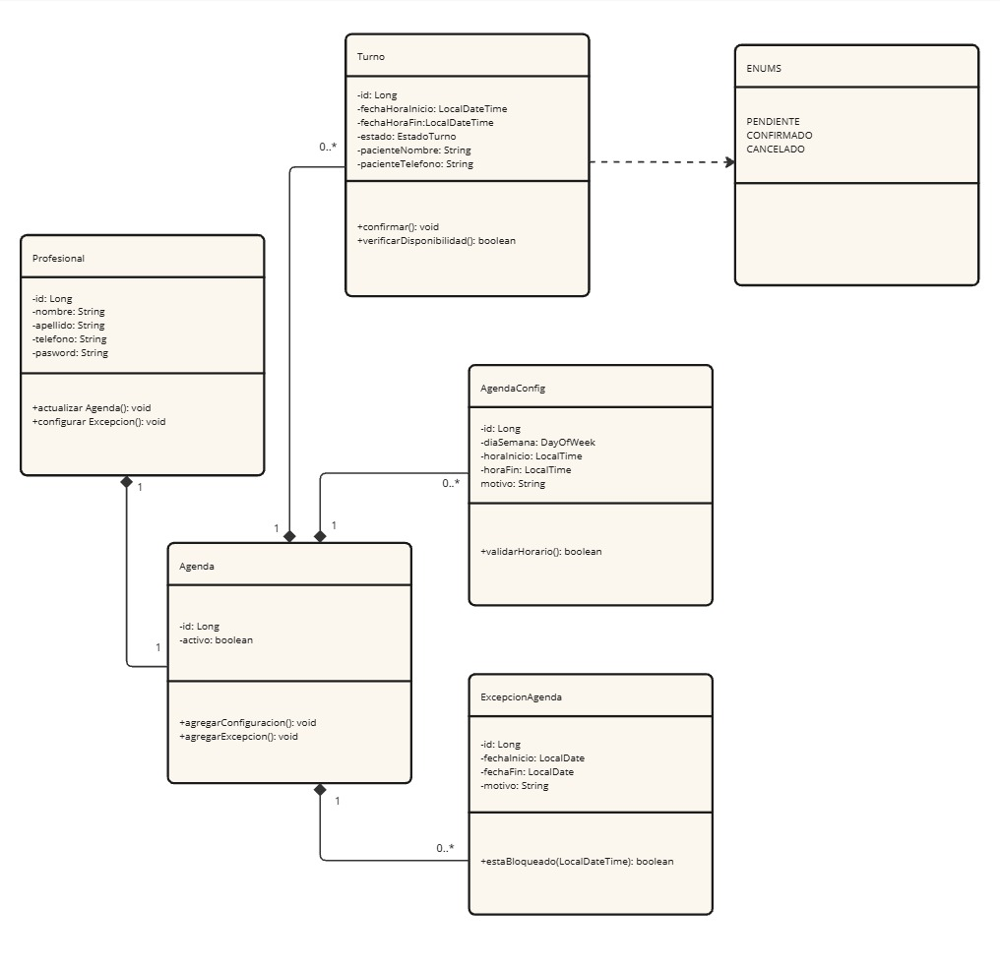 Turno
-id: Long
-fechaHoraInicio: LocalDateTime
-fechaHoraFin:LocalDateTime
-estado: EstadoTurno
-pacienteNombre: String
-pacienteTelefono: String
+confirmar(): void
+verificarDisponibilidad(): boolean
0..*
ENUMS
PENDIENTE
CONFIRMADO
CANCELADO
Profesional
-id: Long
-nombre: String
-apellido: String
-telefono: String
-pasword: String
+actualizar Agenda(): void
+configurar Excepcion(): void
1
1
AgendaConfig
-id: Long
-diaSemana: DayOfWeek
-horaInicio: LocalTime
-horaFin: LocalTime
motivo: String
+validarHorario(): boolean
0..*
1
1
Agenda
-id: Long
-activo: boolean
+agregarConfiguracion(): void
+agregarExcepcion(): void
1
0..*
ExcepcionAgenda
-id: Long
-fechaInicio: LocalDate
-fechaFin: LocalDate
-motivo: String
+estaBloqueado(LocalDateTime): boolean